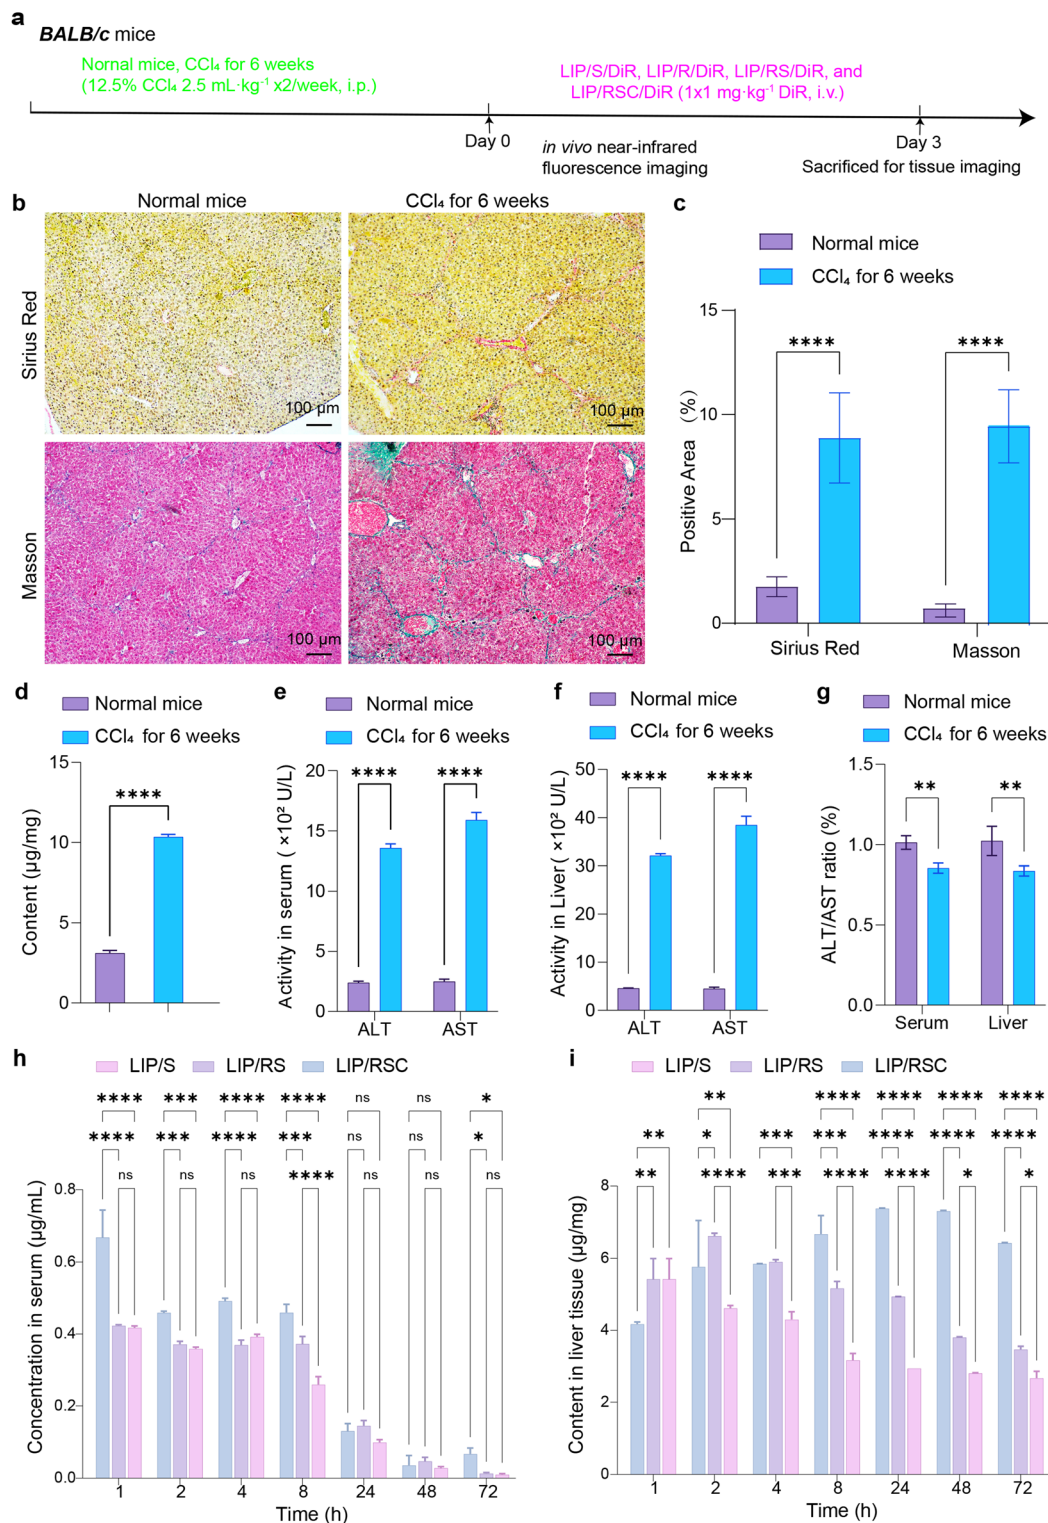 a
BALB/c mice
Normal mice, CCl₄ for 6 weeks
(12.5% CCl₄ 2.5 mL·kg⁻¹ x2/week, i.p.)
LIP/S/DiR, LIP/R/DiR, LIP/RS/DiR, and
LIP/RSC/DiR (1x1 mg·kg⁻¹ DiR, i.v.)
Day 0
in vivo near-infrared
fluorescence imaging
Day 3
Sacrificed for tissue imaging
b
Normal mice
CCl₄ for 6 weeks
Sirius Red
100 µm
100 µm
Masson
100 µm
100 µm
c
Normal mice
CCl₄ for 6 weeks
Positive Area (%)
15
10
5
0
****
****
Sirius Red
Masson
d
Normal mice
CCl₄ for 6 weeks
Content (µg/mg)
15
10
5
0
****
e
Normal mice
CCl₄ for 6 weeks
Activity in serum ( ×10² U/L)
20
15
10
5
0
****
****
ALT
AST
f
Normal mice
CCl₄ for 6 weeks
Activity in Liver ( ×10² U/L)
50
40
30
20
10
0
****
****
ALT
AST
g
Normal mice
CCl₄ for 6 weeks
ALT/AST ratio (%)
1.5
1.0
0.5
0.0
**
**
Serum
Liver
h
LIP/S
LIP/RS
LIP/RSC
**** *** **** **** ns ns *
**** *** **** *** ns ns *
ns ns ns **** ns ns ns
Concentration in serum (µg/mL)
0.8
0.6
0.4
0.2
0.0
1 2 4 8 24 48 72
Time (h)
i
LIP/S
LIP/RS
LIP/RSC
** **** **** **** ****
** * *** *** **** **** ****
** **** *** **** **** * *
Content in liver tissue (µg/mg)
8
6
4
2
0
1 2 4 8 24 48 72
Time (h)